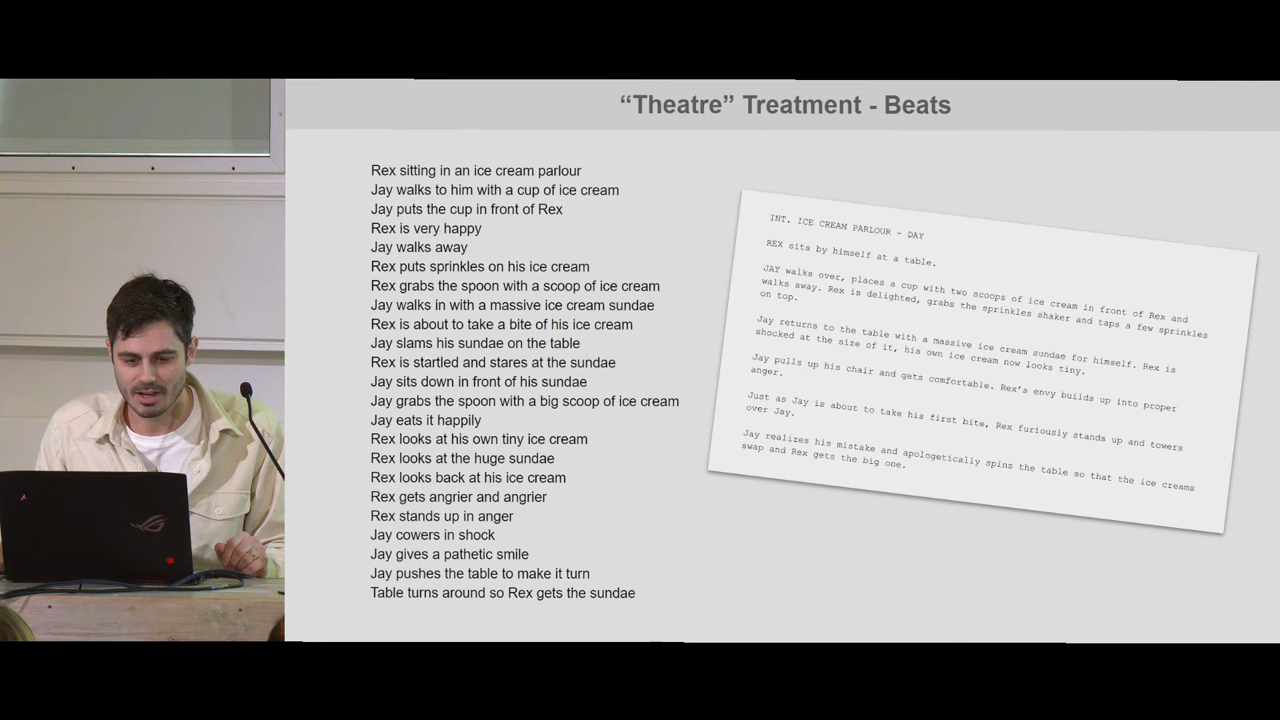 “Theatre” Treatment - Beats
Rex sitting in an ice cream parlour
Jay walks to him with a cup of ice cream
Jay puts the cup in front of Rex
Rex is very happy
Jay walks away
Rex puts sprinkles on his ice cream
Rex grabs the spoon with a scoop of ice cream
Jay walks in with a massive ice cream sundae
Rex is about to take a bite of his ice cream
Jay slams his sundae on the table
Rex is startled and stares at the sundae
Jay sits down in front of his sundae
Jay grabs the spoon with a big scoop of ice cream
Jay eats it happily
Rex looks at his own tiny ice cream
Rex looks at the huge sundae
Rex looks back at his ice cream
Rex gets angrier and angrier
Rex stands up in anger
Jay cowers in shock
Jay gives a pathetic smile
Jay pushes the table to make it turn
Table turns around so Rex gets the sundae
INT. ICE CREAM PARLOUR - DAY
REX sits by himself at a table.
JAY walks over, places a cup with two scoops of ice cream in front of Rex and
walks away. Rex is delighted, grabs the sprinkles shaker and taps a few sprinkles
on top.
Jay returns to the table with a massive ice cream sundae for himself. Rex is
shocked at the size of it, his own ice cream now looks tiny.
Jay pulls up his chair and gets comfortable. Rex's envy builds up into proper
anger.
Just as Jay is about to take his first bite, Rex furiously stands up and towers
over Jay.
Jay realizes his mistake and apologetically spins the table so that the ice creams
swap and Rex gets the big one.